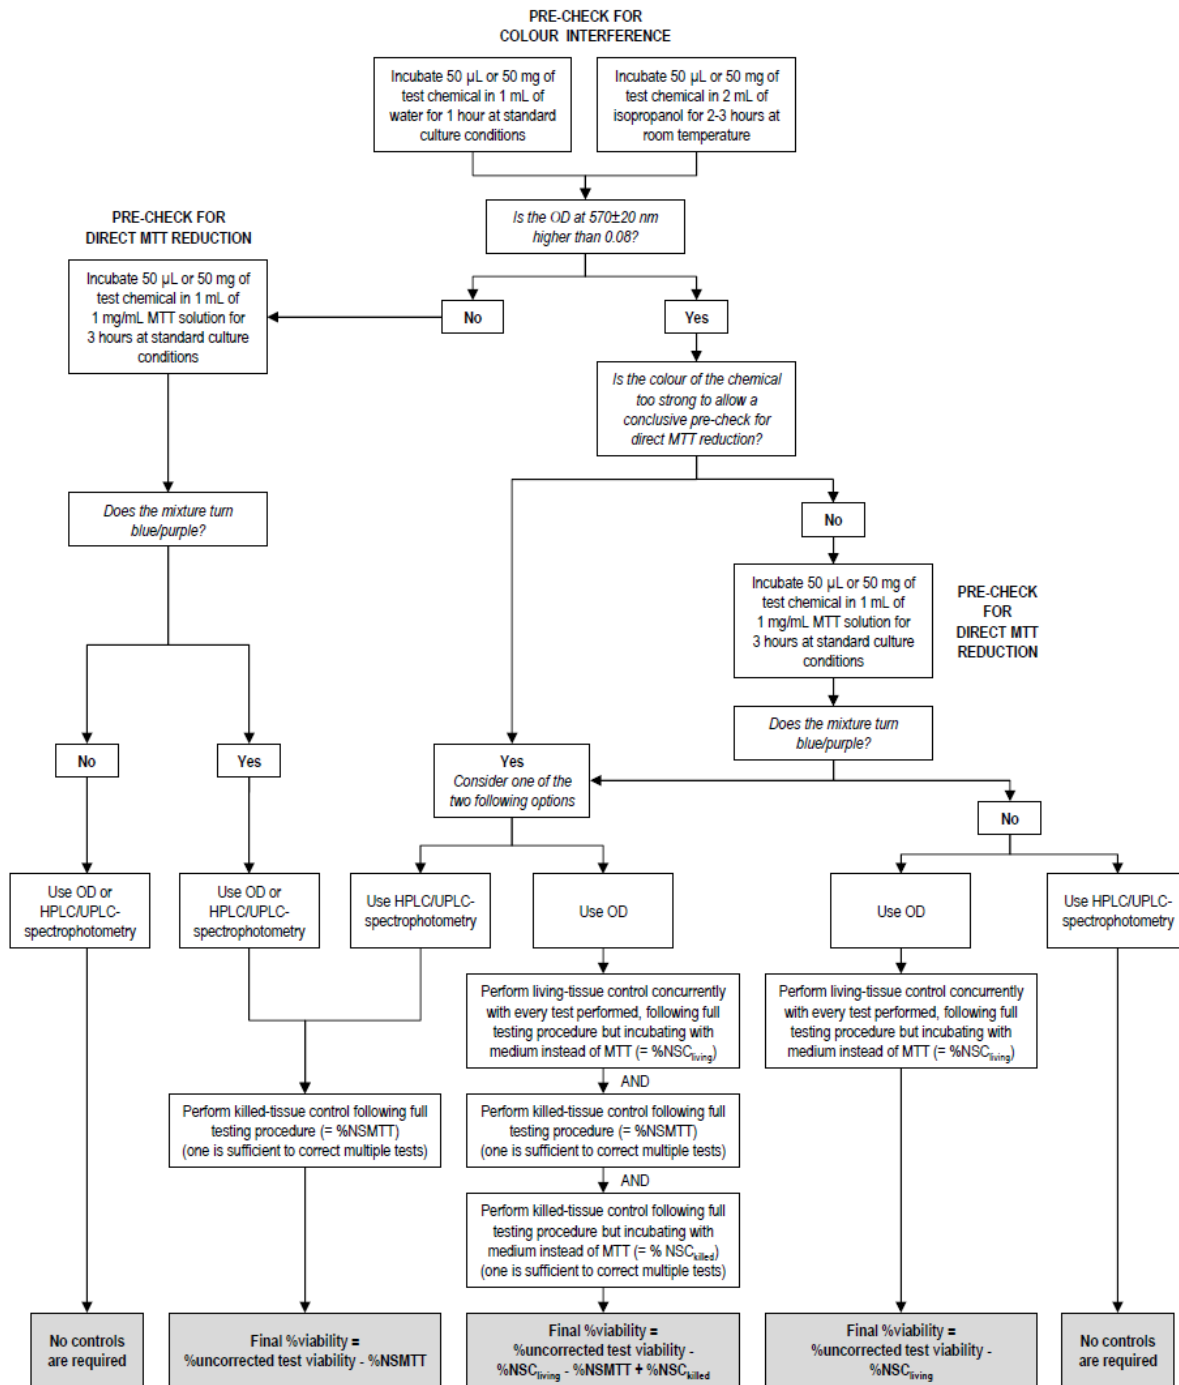 PRE-CHECK FOR
COLOUR INTERFERENCE
Incubate 50 µL or 50 mg of
test chemical in 1 mL of
water for 1 hour at standard
culture conditions
Incubate 50 µL or 50 mg of
test chemical in 2 mL of
isopropanol for 2-3 hours at
room temperature
Is the OD at 570±20 nm
higher than 0.08?
PRE-CHECK FOR
DIRECT MTT REDUCTION
Incubate 50 µL or 50 mg of
test chemical in 1 mL of
1 mg/mL MTT solution for
3 hours at standard culture
conditions
No
Yes
Is the colour of the chemical
too strong to allow a
conclusive pre-check for
direct MTT reduction?
Does the mixture turn
blue/purple?
No
Incubate 50 µL or 50 mg of
test chemical in 1 mL of
1 mg/mL MTT solution for
3 hours at standard culture
conditions
PRE-CHECK
FOR
DIRECT MTT
REDUCTION
Does the mixture turn
blue/purple?
No
Yes
Yes
Consider one of the
two following options
No
Use OD or
HPLC/UPLC-
spectrophotometry
Use OD or
HPLC/UPLC-
spectrophotometry
Use HPLC/UPLC-
spectrophotometry
Use OD
Use OD
Use HPLC/UPLC-
spectrophotometry
Perform living-tissue control concurrently
with every test performed, following full
testing procedure but incubating with
medium instead of MTT (= %NSCliving)
Perform living-tissue control concurrently
with every test performed, following full
testing procedure but incubating with
medium instead of MTT (= %NSCliving)
AND
Perform killed-tissue control following full
testing procedure (= %NSMTT)
(one is sufficient to correct multiple tests)
Perform killed-tissue control following full
testing procedure (= %NSMTT)
(one is sufficient to correct multiple tests)
AND
Perform killed-tissue control following full
testing procedure but incubating with
medium instead of MTT (= % NSCkilled)
(one is sufficient to correct multiple tests)
No controls
are required
Final %viability =
%uncorrected test viability - %NSMTT
Final %viability =
%uncorrected test viability -
%NSCliving - %NSMTT + %NSCkilled
Final %viability =
%uncorrected test viability -
%NSCliving
No controls
are required